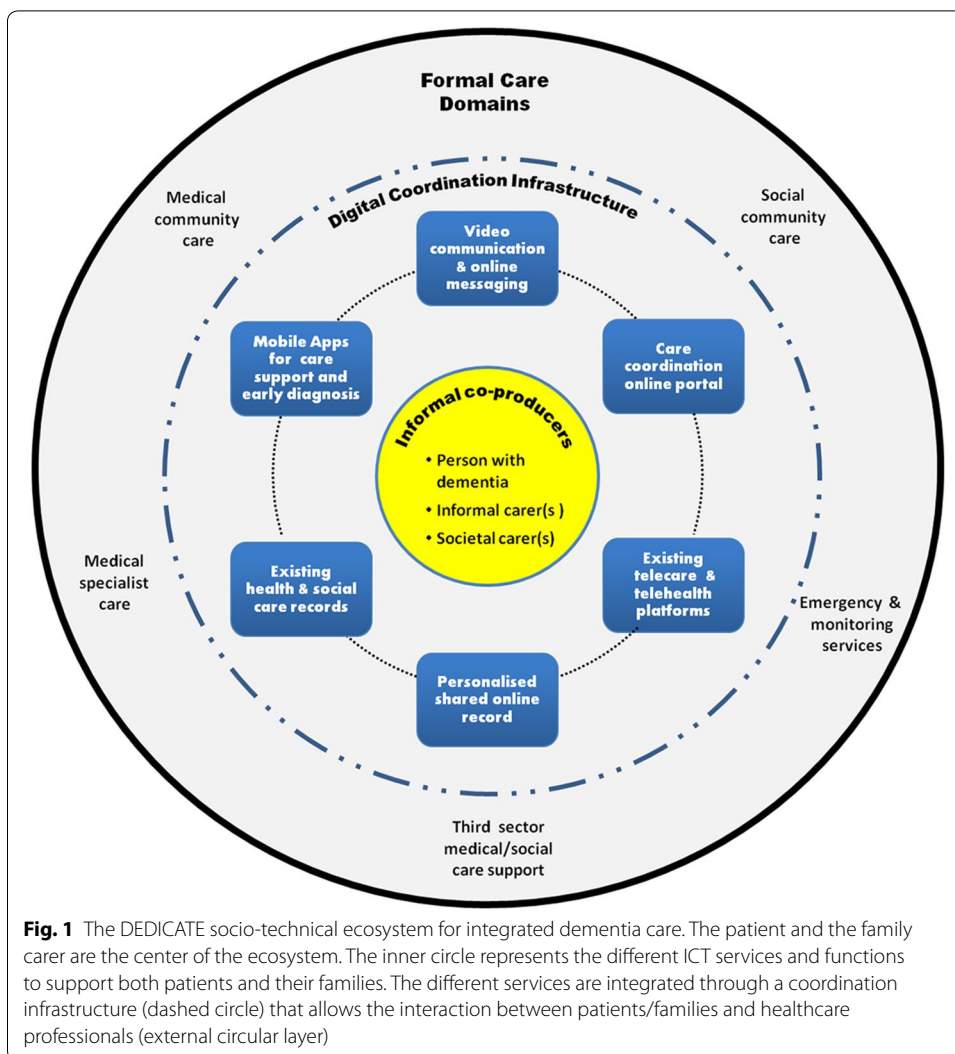 Formal Care
Domains
Medical
community
care
Social
community
care
Digital Coordination Infrastructure
Video
communication
& online
messaging
Mobile Apps
for care
support and
early diagnosis
Care
coordination
online portal
Informal co-producers
• Person with
dementia
• Informal carer(s )
• Societal carer(s)
Medical
specialist
care
Existing
health & social
care records
Existing
telecare &
telehealth
platforms
Emergency &
monitoring
services
Personalised
shared online
record
Third sector
medical/social
care support
Fig. 1 The DEDICATE socio-technical ecosystem for integrated dementia care. The patient and the family
carer are the center of the ecosystem. The inner circle represents the different ICT services and functions
to support both patients and their families. The different services are integrated through a coordination
infrastructure (dashed circle) that allows the interaction between patients/families and healthcare
professionals (external circular layer)